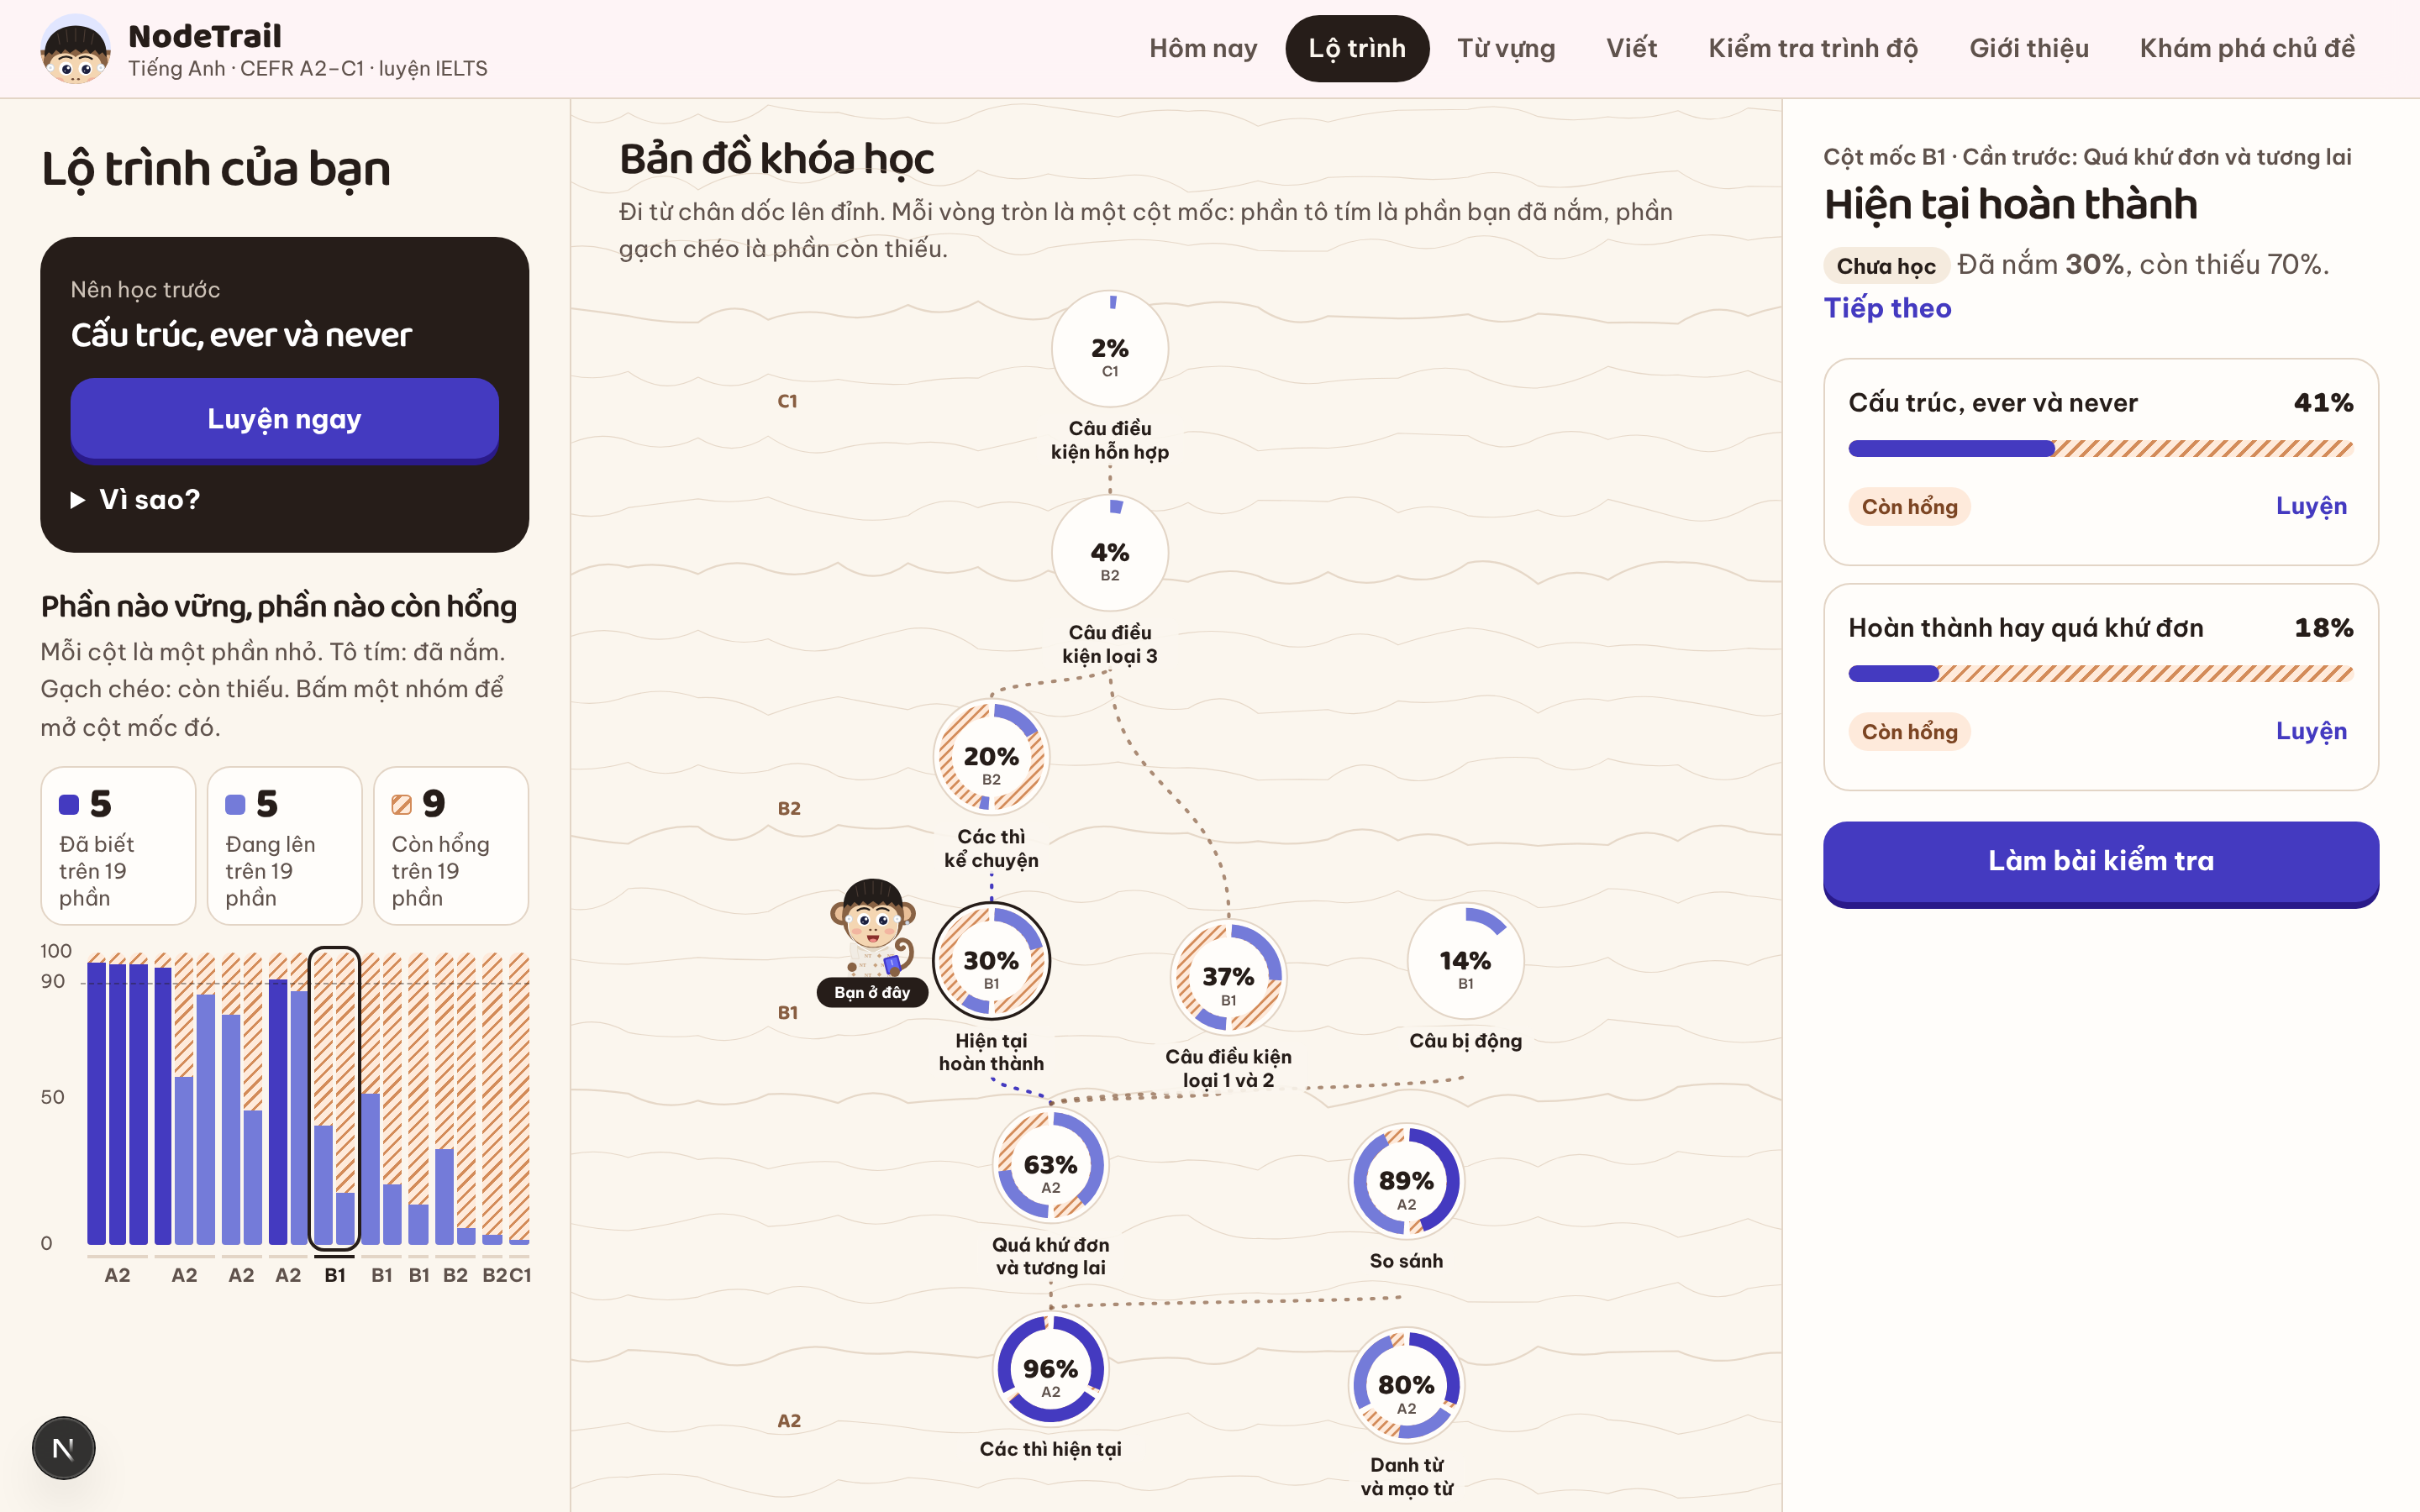 NodeTrail
Tiếng Anh · CEFR A2–C1 · luyện IELTS
Hôm nay
Lộ trình
Từ vựng
Viết
Kiểm tra trình độ
Giới thiệu
Khám phá chủ đề
Lộ trình của bạn
Nên học trước
Cấu trúc, ever và never
Luyện ngay
Vì sao?
Phần nào vững, phần nào còn hổng
Mỗi cột là một phần nhỏ. Tô tím: đã nắm.
Gạch chéo: còn thiếu. Bấm một nhóm để
mở cột mốc đó.
5
Đã biết
trên 19
phần
5
Đang lên
trên 19
phần
9
Còn hổng
trên 19
phần
100
90
50
0
A2
A2
A2
A2
B1
B1
B1
B2
B2
C1
Bản đồ khóa học
Đi từ chân dốc lên đỉnh. Mỗi vòng tròn là một cột mốc: phần tô tím là phần bạn đã nắm, phần
gạch chéo là phần còn thiếu.
2%
C1
C1
Câu điều
kiện hỗn hợp
4%
B2
Câu điều
kiện loại 3
20%
B2
B2
Các thì
kể chuyện
Bạn ở đây
30%
B1
B1
Hiện tại
hoàn thành
37%
B1
Câu điều kiện
loại 1 và 2
14%
B1
Câu bị động
63%
A2
Quá khứ đơn
và tương lai
89%
A2
So sánh
96%
A2
A2
Các thì hiện tại
80%
A2
Danh từ
và mạo từ
Cột mốc B1 · Cần trước: Quá khứ đơn và tương lai
Hiện tại hoàn thành
Chưa học Đã nắm 30%, còn thiếu 70%.
Tiếp theo
Cấu trúc, ever và never
41%
Còn hổng
Luyện
Hoàn thành hay quá khứ đơn
18%
Còn hổng
Luyện
Làm bài kiểm tra
N